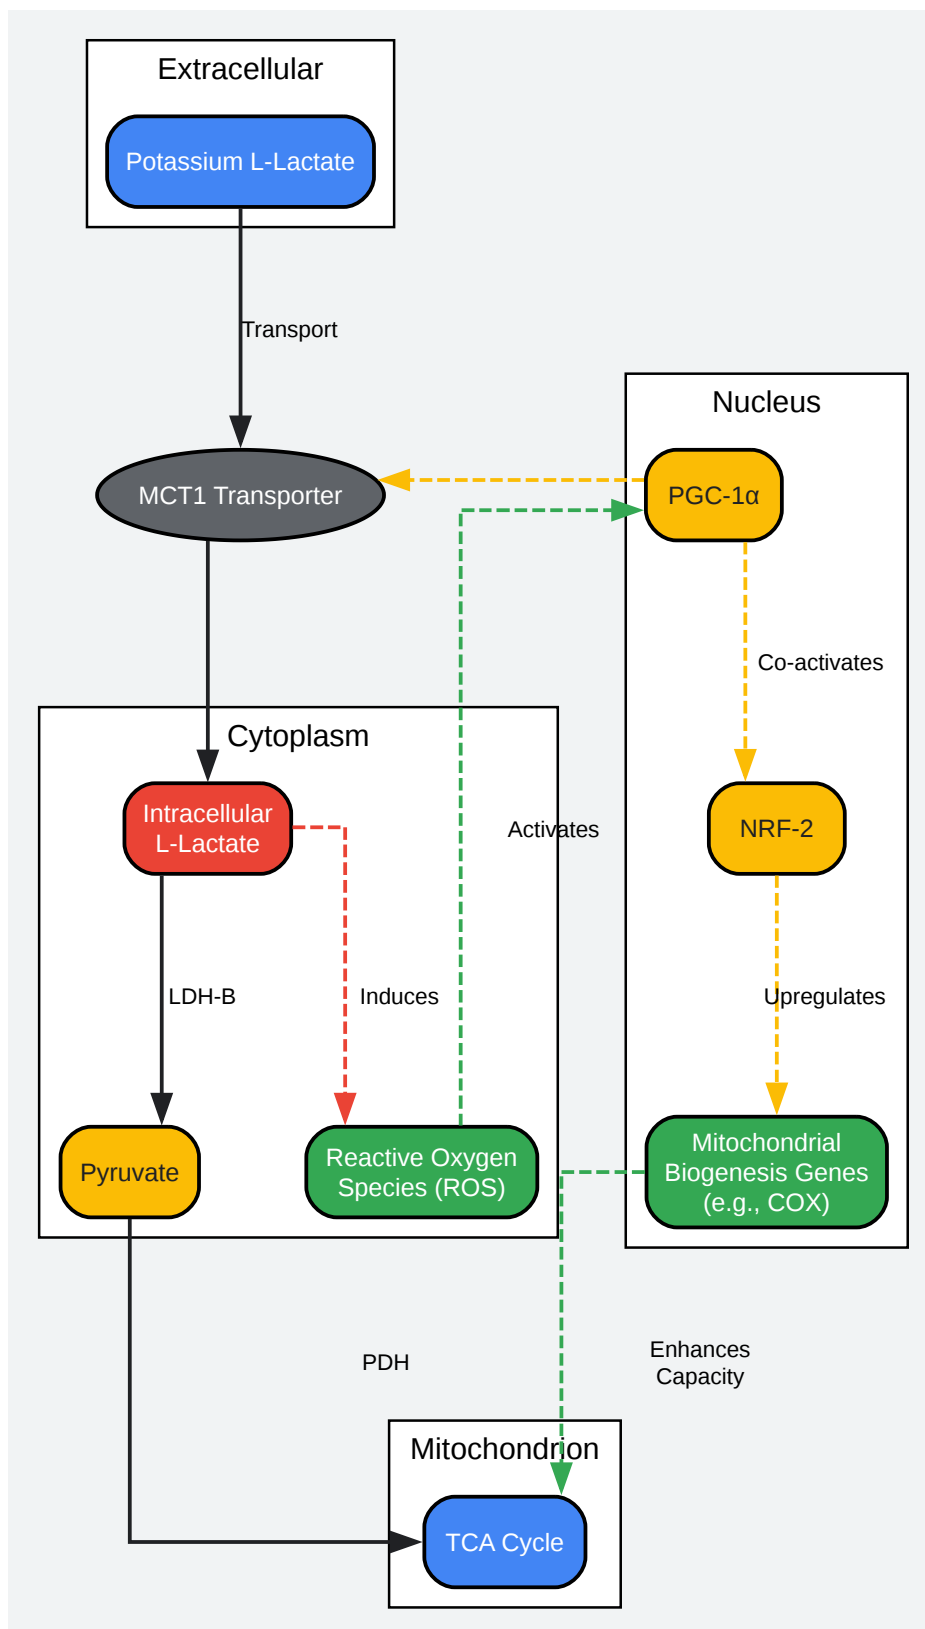 Extracellular
Potassium L-Lactate
Transport
Nucleus
MCT1 Transporter
PGC-1α
Co-activates
Cytoplasm
Intracellular
L-Lactate
Activates
NRF-2
LDH-B
Induces
Upregulates
Pyruvate
Reactive Oxygen
Species (ROS)
Mitochondrial
Biogenesis Genes
(e.g., COX)
PDH
Enhances
Capacity
Mitochondrion
TCA Cycle